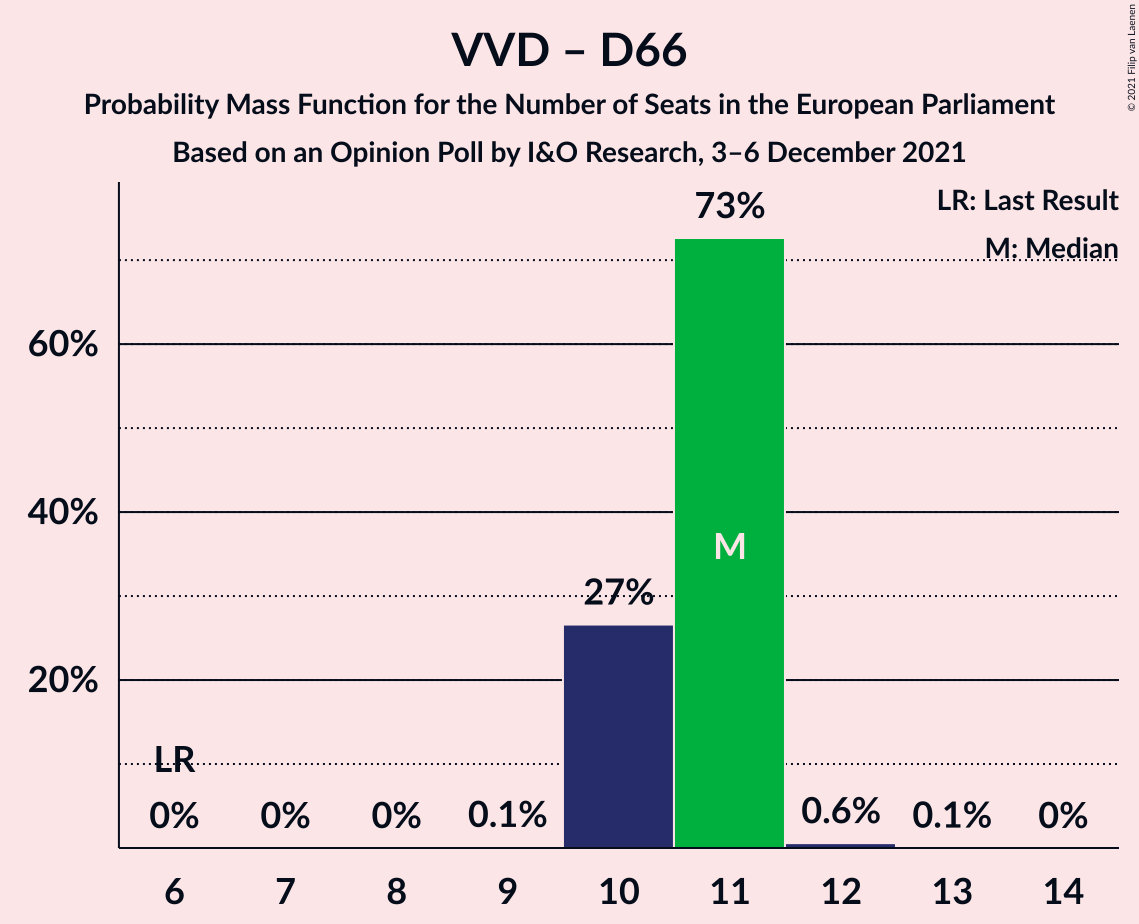 VVD – D66
Probability Mass Function for the Number of Seats in the European Parliament
Based on an Opinion Poll by I&O Research, 3–6 December 2021
© 2021 Filip van Laenen
LR: Last Result
M: Median
73%
60%
40%
M
27%
20%
LR
0%
0%
0%
0.1%
0.6%
0.1%
0%
6
7
8
9
10
11
12
13
14